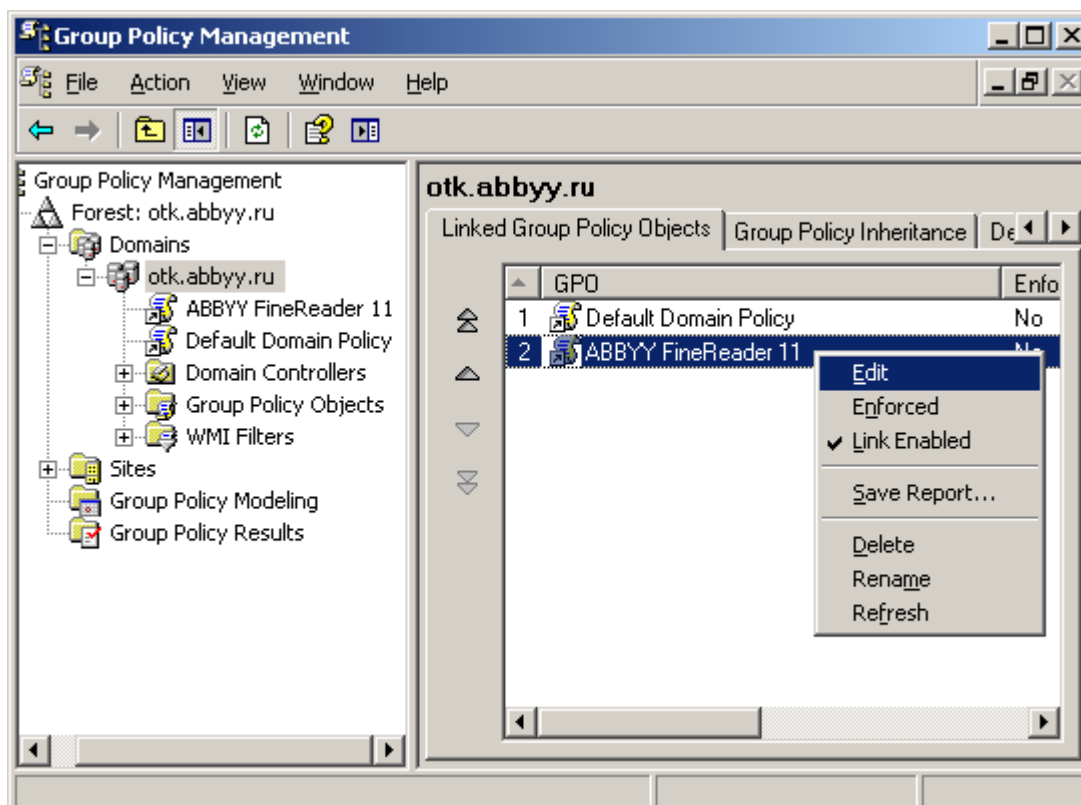 Group Policy Management
File Action View Window Help
Group Policy Management
Forest: otk.abbyy.ru
Domains
otk.abbyy.ru
ABBYY FineReader 11
Default Domain Policy
Domain Controllers
Group Policy Objects
WMI Filters
Sites
Group Policy Modeling
Group Policy Results
otk.abbyy.ru
Linked Group Policy Objects Group Policy Inheritance De
GPO Enfo
1 Default Domain Policy No
2 ABBYY FineReader 11 No
Edit
Enforced
Link Enabled
Save Report...
Delete
Rename
Refresh